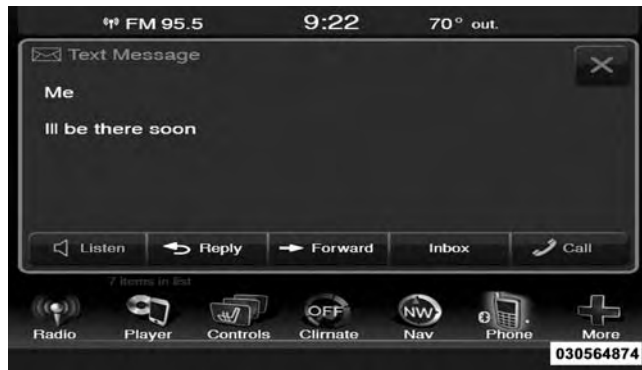 FM 95.5 9:22 70° out.
Text Message
Me
Ill be there soon
Listen Reply Forward Inbox Call
7 items in list
OFF NW
Radio Player Controls Climate Nav Phone More
030564874